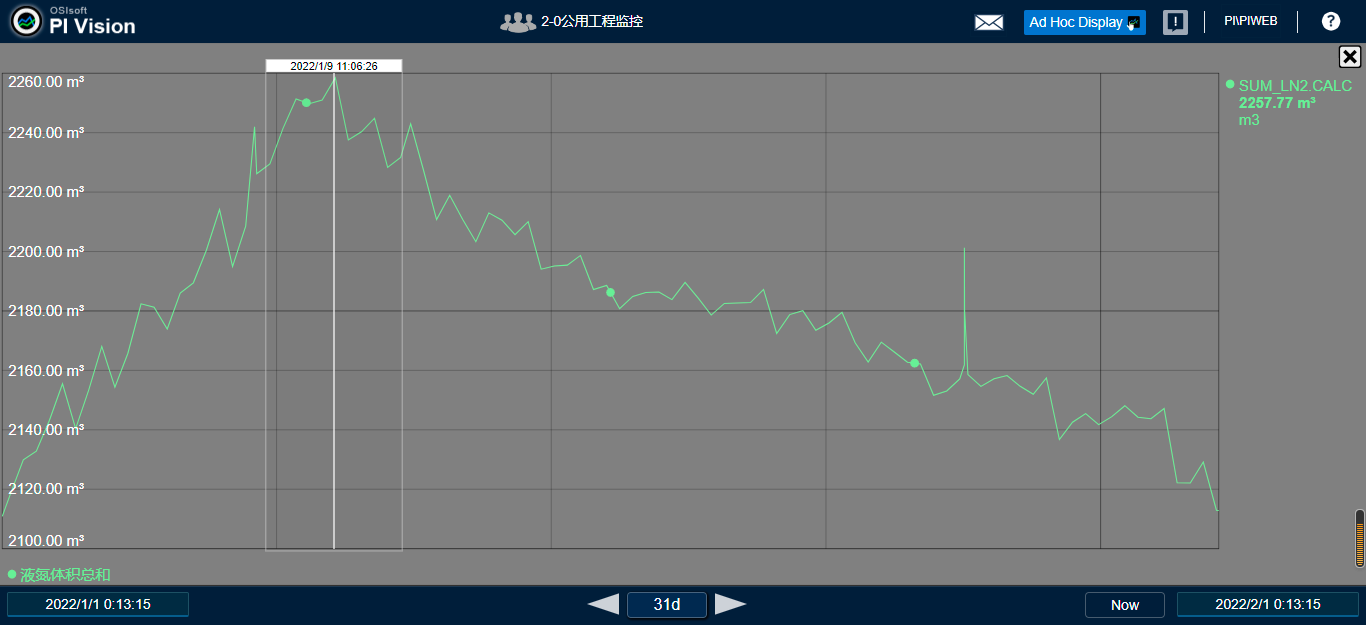 OSIsoft
PI Vision
2-0公用工程监控
Ad Hoc Display
PI\PIWEB
?
2022/1/9 11:06:26
2260.00 m³
2240.00 m³
2220.00 m³
2200.00 m³
2180.00 m³
2160.00 m³
2140.00 m³
2120.00 m³
2100.00 m³
SUM_LN2.CALC
2257.77 m³
m3
液氮体积总和
2022/1/1 0:13:15
31d
Now
2022/2/1 0:13:15